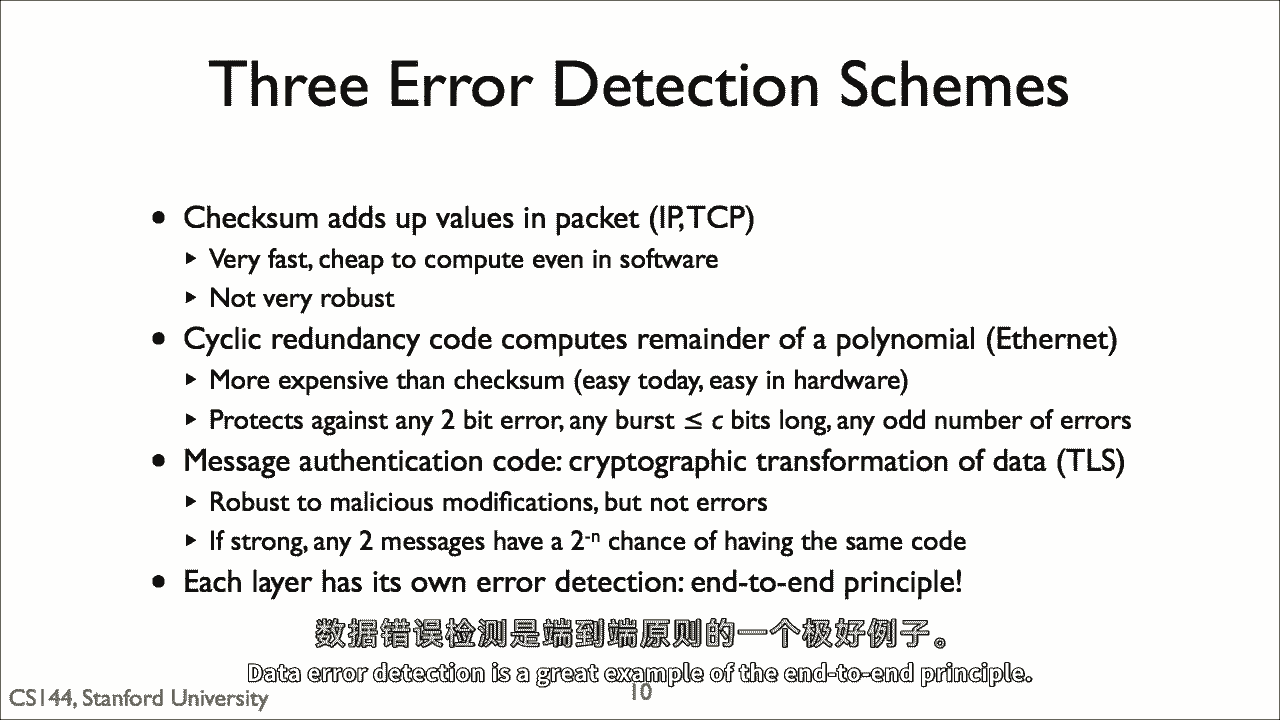 Three Error Detection Schemes
• Checksum adds up values in packet (IP,TCP)
▸ Very fast, cheap to compute even in software
▸ Not very robust
• Cyclic redundancy code computes remainder of a polynomial (Ethernet)
▸ More expensive than checksum (easy today, easy in hardware)
▸ Protects against any 2 bit error, any burst ≤ c bits long, any odd number of errors
• Message authentication code: cryptographic transformation of data (TLS)
▸ Robust to malicious modifications, but not errors
▸ If strong, any 2 messages have a 2⁻ⁿ chance of having the same code
• Each layer has its own error detection: end-to-end principle!
数据错误检测是端到端原则的一个极好例子。
Data error detection is a great example of the end-to-end principle.
CS144, Stanford University
10